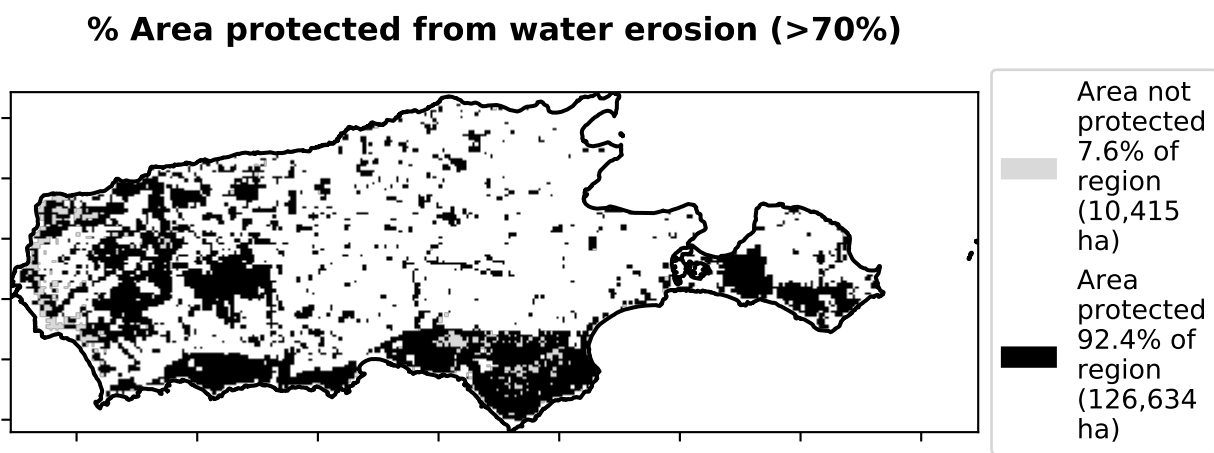 % Area protected from water erosion (>70%)
Area not
protected
7.6% of
region
(10,415
ha)
Area
protected
92.4% of
region
(126,634
ha)